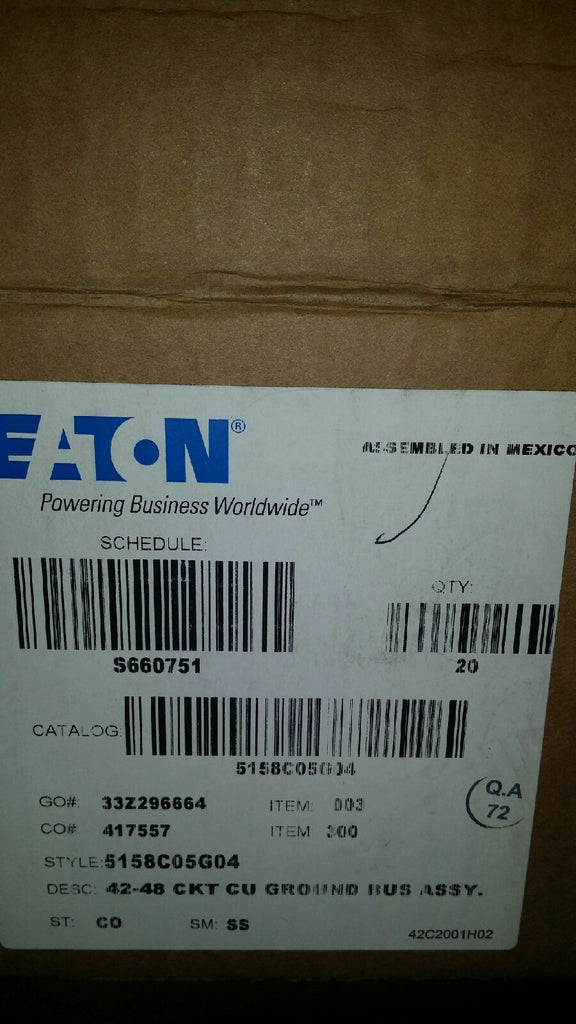 EATON®
Powering Business Worldwide™
ASSEMBLED IN MEXICO
SCHEDULE:
S660751
QTY:
20
CATALOG:
5158C05G04
GO#: 33Z296664 ITEM: 003
CO#: 417557 ITEM 300
Q.A
72
STYLE: 5158C05G04
DESC: 42-48 CKT CU GROUND BUS ASSY.
ST: CO SM: SS
42C2001H02